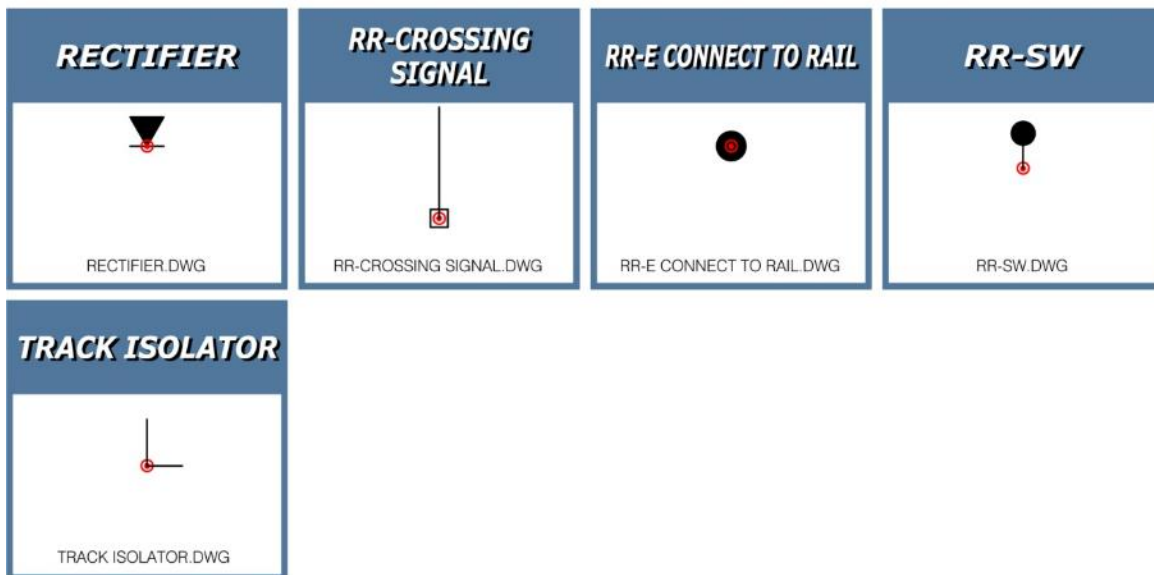 RECTIFIER
RECTIFIER.DWG
RR-CROSSING
SIGNAL
RR-CROSSING SIGNAL.DWG
RR-E CONNECT TO RAIL
RR-E CONNECT TO RAIL.DWG
RR-SW
RR-SW.DWG
TRACK ISOLATOR
TRACK ISOLATOR.DWG